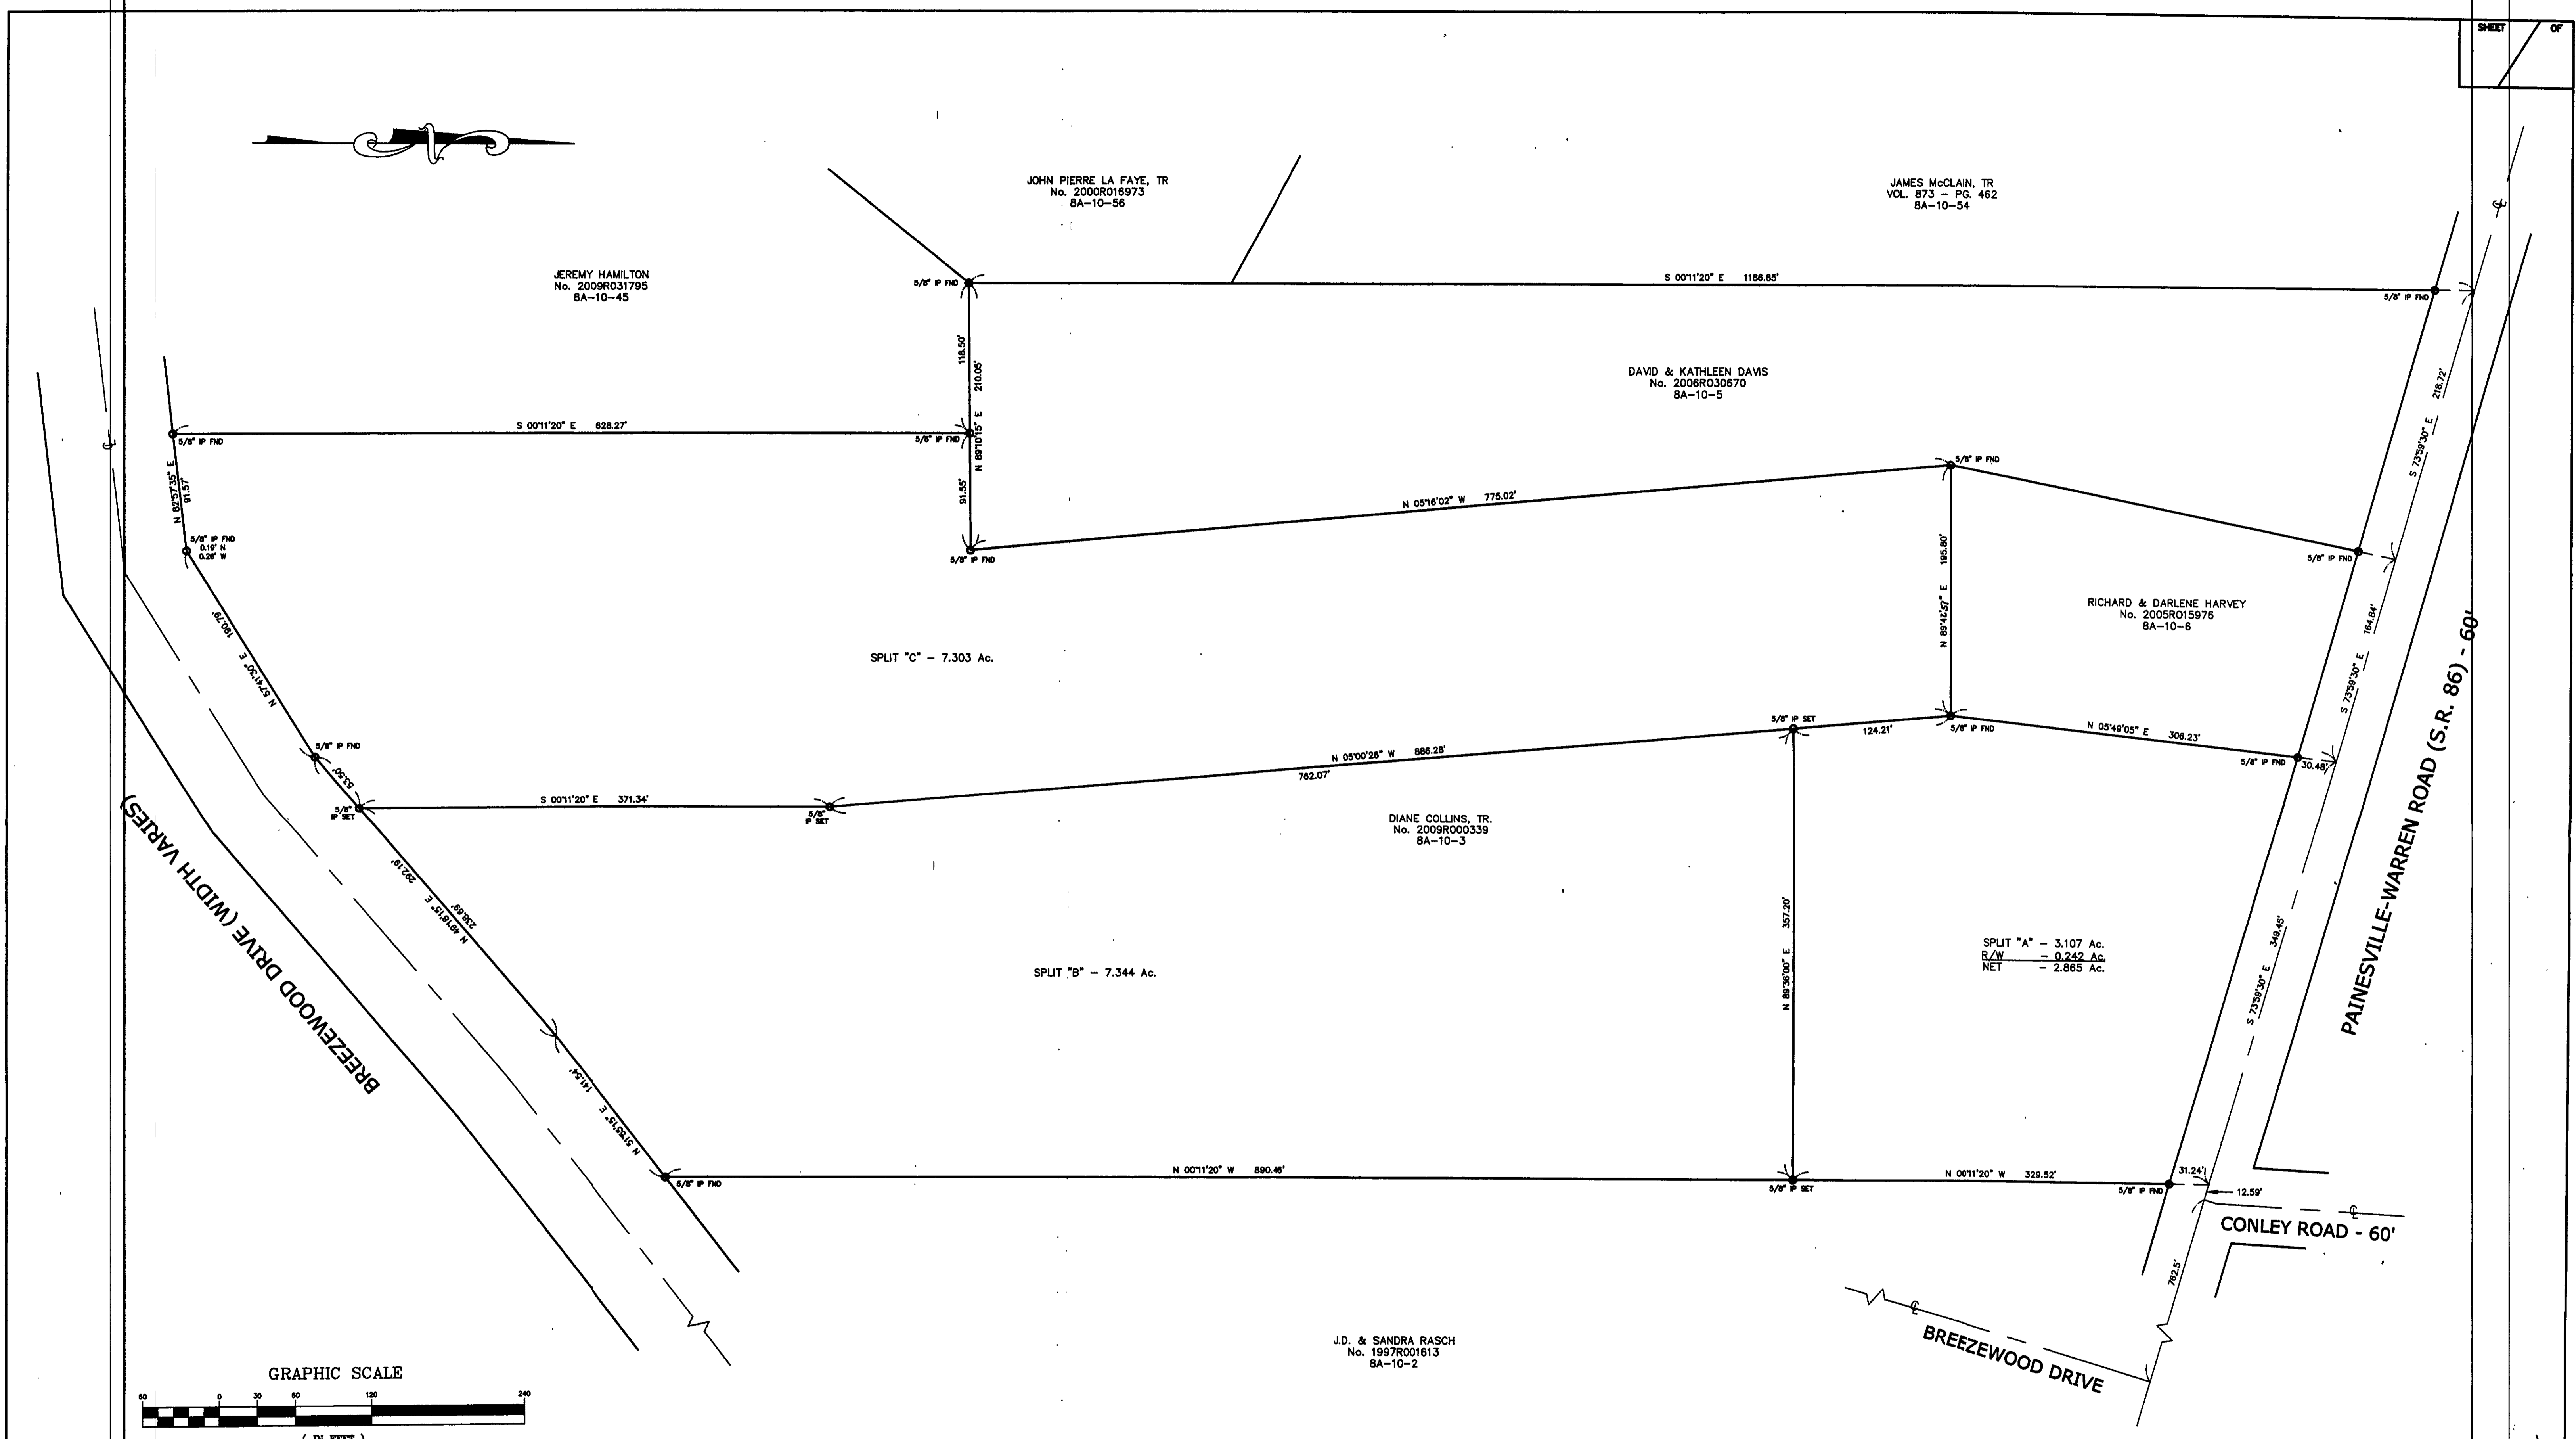 SHEET OF
JOHN PIERRE LA FAYE, TR
No. 2000R016973
8A-10-56
JAMES McCLAIN, TR
VOL. 873 - PG. 462
8A-10-54
JEREMY HAMILTON
No. 2009R031795
8A-10-45
5/8" IP FND
S 00°11'20" E 1186.85'
5/8" IP FND
118.50'
N 89°10'15" E 210.05'
DAVID & KATHLEEN DAVIS
No. 2006R030670
8A-10-5
S 73°59'30" E 218.72'
S 00°11'20" E 628.27'
5/8" IP FND
5/8" IP FND
N 82°57'35" E
91.57'
91.55'
5/8" IP FND
N 05°16'02" W 775.02'
5/8" IP FND
0.19' N
0.26' W
5/8" IP FND
5/8" IP FND
N 89°42'57" E 195.80'
RICHARD & DARLENE HARVEY
No. 2005R015976
8A-10-6
S 73°59'30" E 164.84'
N 57°41'30" E 190.79'
SPLIT "C" - 7.303 Ac.
5/8" IP SET
124.21'
5/8" IP FND
N 05°49'05" E 306.23'
5/8" IP FND
30.48'
5/8" IP FND
53.50'
N 05°00'26" W 886.28'
762.07'
S 00°11'20" E 371.34'
5/8"
IP SET
5/8"
IP SET
DIANE COLLINS, TR.
No. 2009R000339
8A-10-3
PAINESVILLE-WARREN ROAD (S.R. 86) - 60'
BREEZEWOOD DRIVE (WIDTH VARIES)
N 49°18'15" E 292.19'
238.69'
N 89°36'00" E 357.20'
SPLIT "A" - 3.107 Ac.
R/W - 0.242 Ac.
NET - 2.865 Ac.
S 73°59'30" E 349.45'
SPLIT "B" - 7.344 Ac.
N 51°55'15" E 141.54'
N 00°11'20" W 890.46'
5/8" IP FND
5/8" IP SET
N 00°11'20" W 329.52'
5/8" IP FND
31.24'
12.59'
CONLEY ROAD - 60'
762.5'
BREEZEWOOD DRIVE
J.D. & SANDRA RASCH
No. 1997R001613
8A-10-2
GRAPHIC SCALE
60 0 30 60 120 240
( IN FEET )